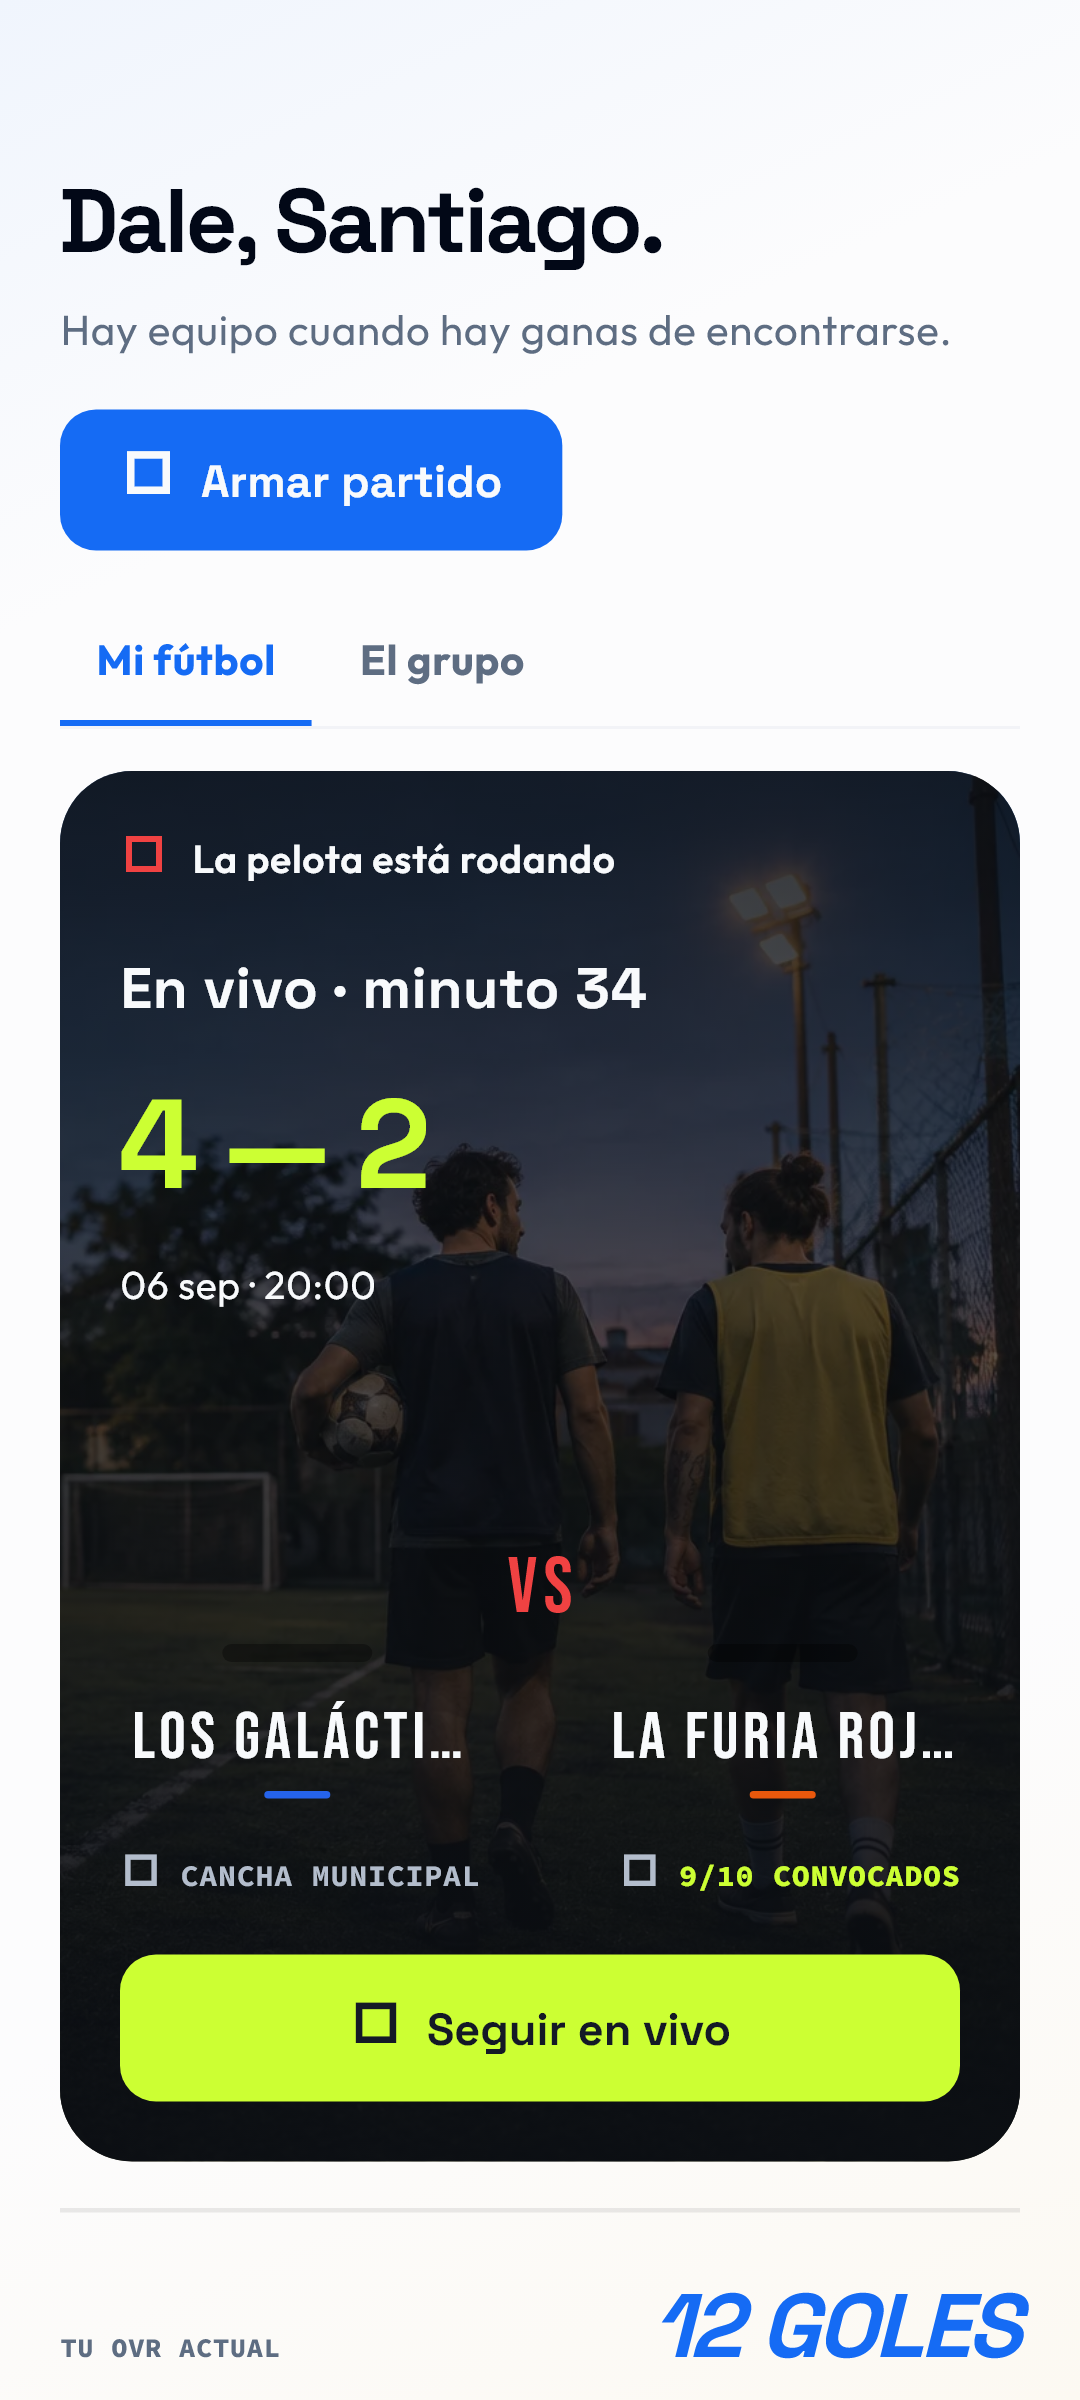 Dale, Santiago.
Hay equipo cuando hay ganas de encontrarse.
Armar partido
Mi fútbol
El grupo
La pelota está rodando
En vivo · minuto 34
4 — 2
06 sep · 20:00
VS
LOS GALÁCTI…
LA FURIA ROJ…
CANCHA MUNICIPAL
9/10 CONVOCADOS
Seguir en vivo
TU OVR ACTUAL
12 GOLES